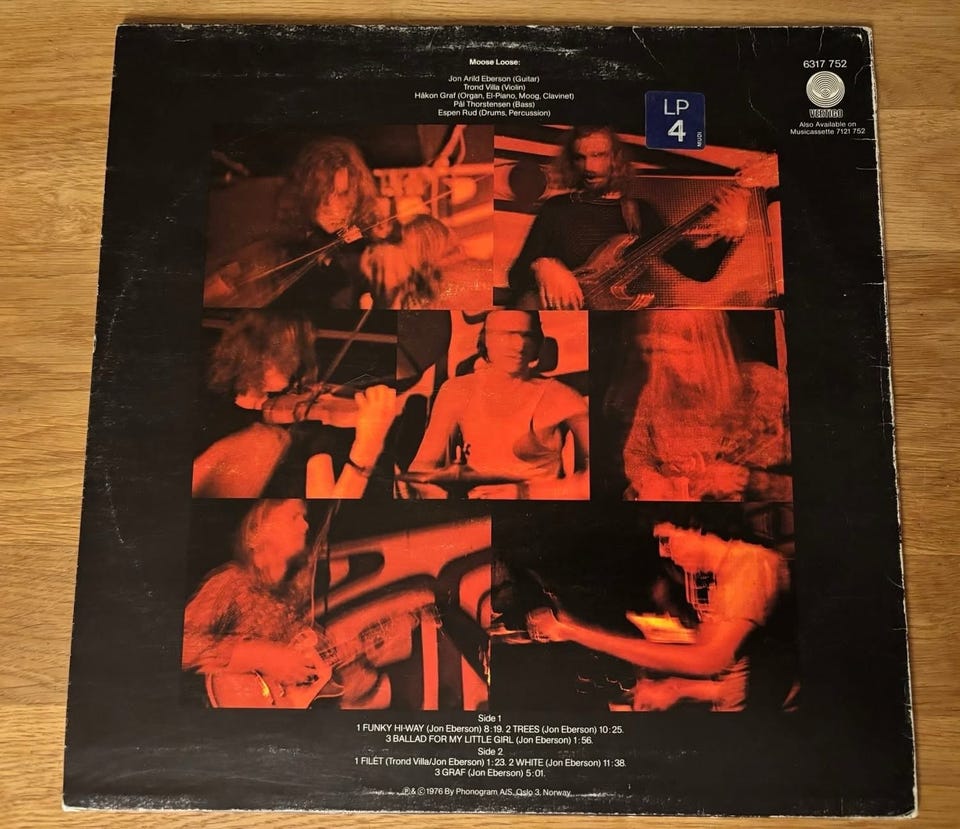 Moose Loose:
Jon Arild Eberson (Guitar)
Trond Villa (Violin)
Håkon Graf (Organ, El-Piano, Moog, Clavinet)
Pål Thorstensen (Bass)
Espen Rud (Drums, Percussion)
LP
4
6317 752
VERTIGO
Also Available on
Musicassette 7121 752
Side 1
1 FUNKY HI-WAY (Jon Eberson) 8:19. 2 TREES (Jon Eberson) 10:25.
3 BALLAD FOR MY LITTLE GIRL (Jon Eberson) 1:56.
Side 2
1 FILÉT (Trond Villa/Jon Eberson) 1:23. 2 WHITE (Jon Eberson) 11:38.
3 GRAF (Jon Eberson) 5:01.
Ⓟ & © 1976 By Phonogram A/S, Oslo 3, Norway.